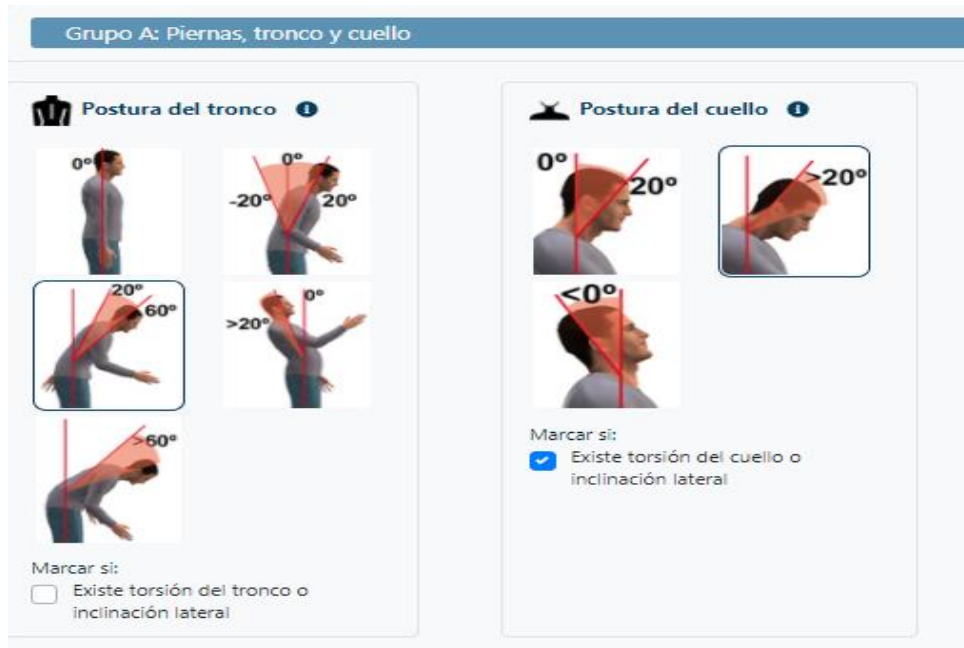 Grupo A: Piernas, tronco y cuello
Postura del tronco
0º
0º
-20º
20º
20º
60º
0º
>20º
>60º
Marcar si:
Existe torsión del tronco o
inclinación lateral
Postura del cuello
0º
20º
>20º
<0º
Marcar si:
Existe torsión del cuello o
inclinación lateral